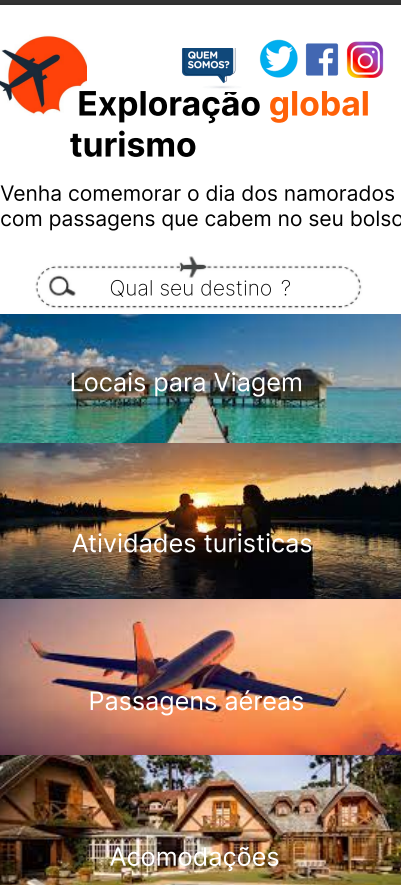 QUEM
SOMOS?
Exploração global
turismo
Venha comemorar o dia dos namorados
com passagens que cabem no seu bolso
Qual seu destino ?
Locais para Viagem
Atividades turisticas
Passagens aéreas
Acomodações